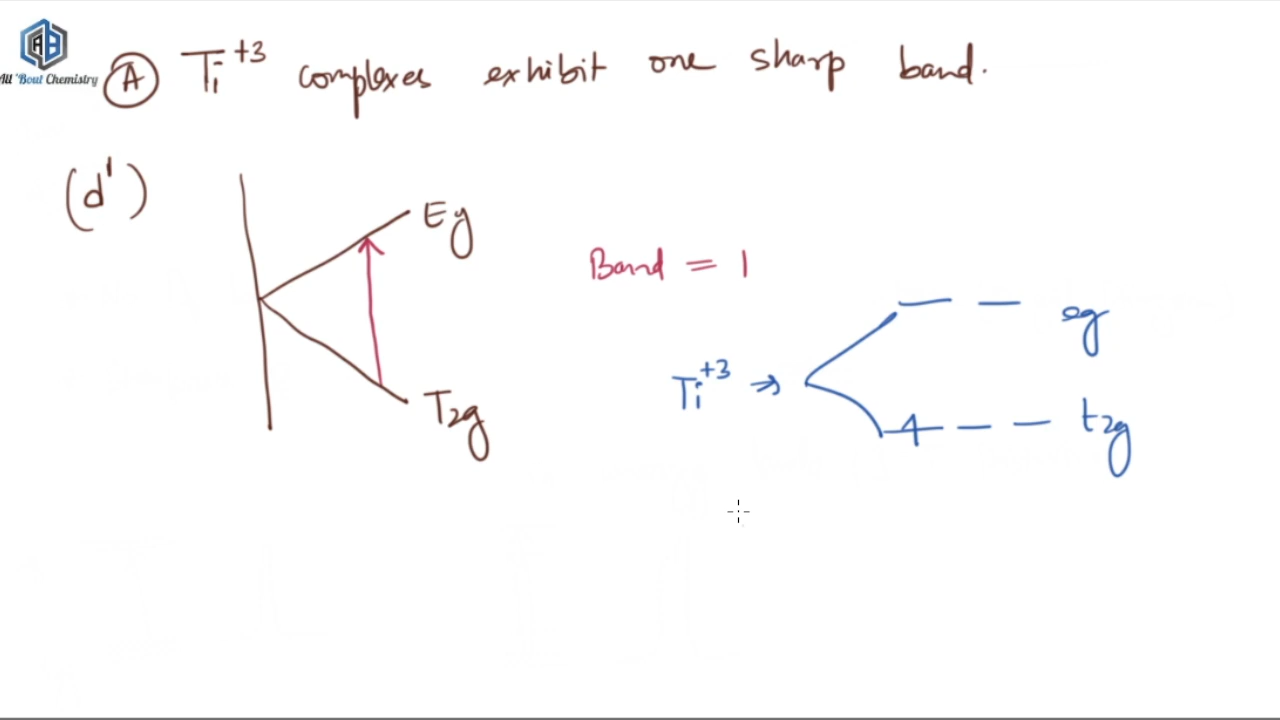 All 'Bout Chemistry
(A) Ti+3 complexes exhibit one sharp band.
(d1)
Eg
Band = 1
eg
Ti+3 →
T2g
t2g